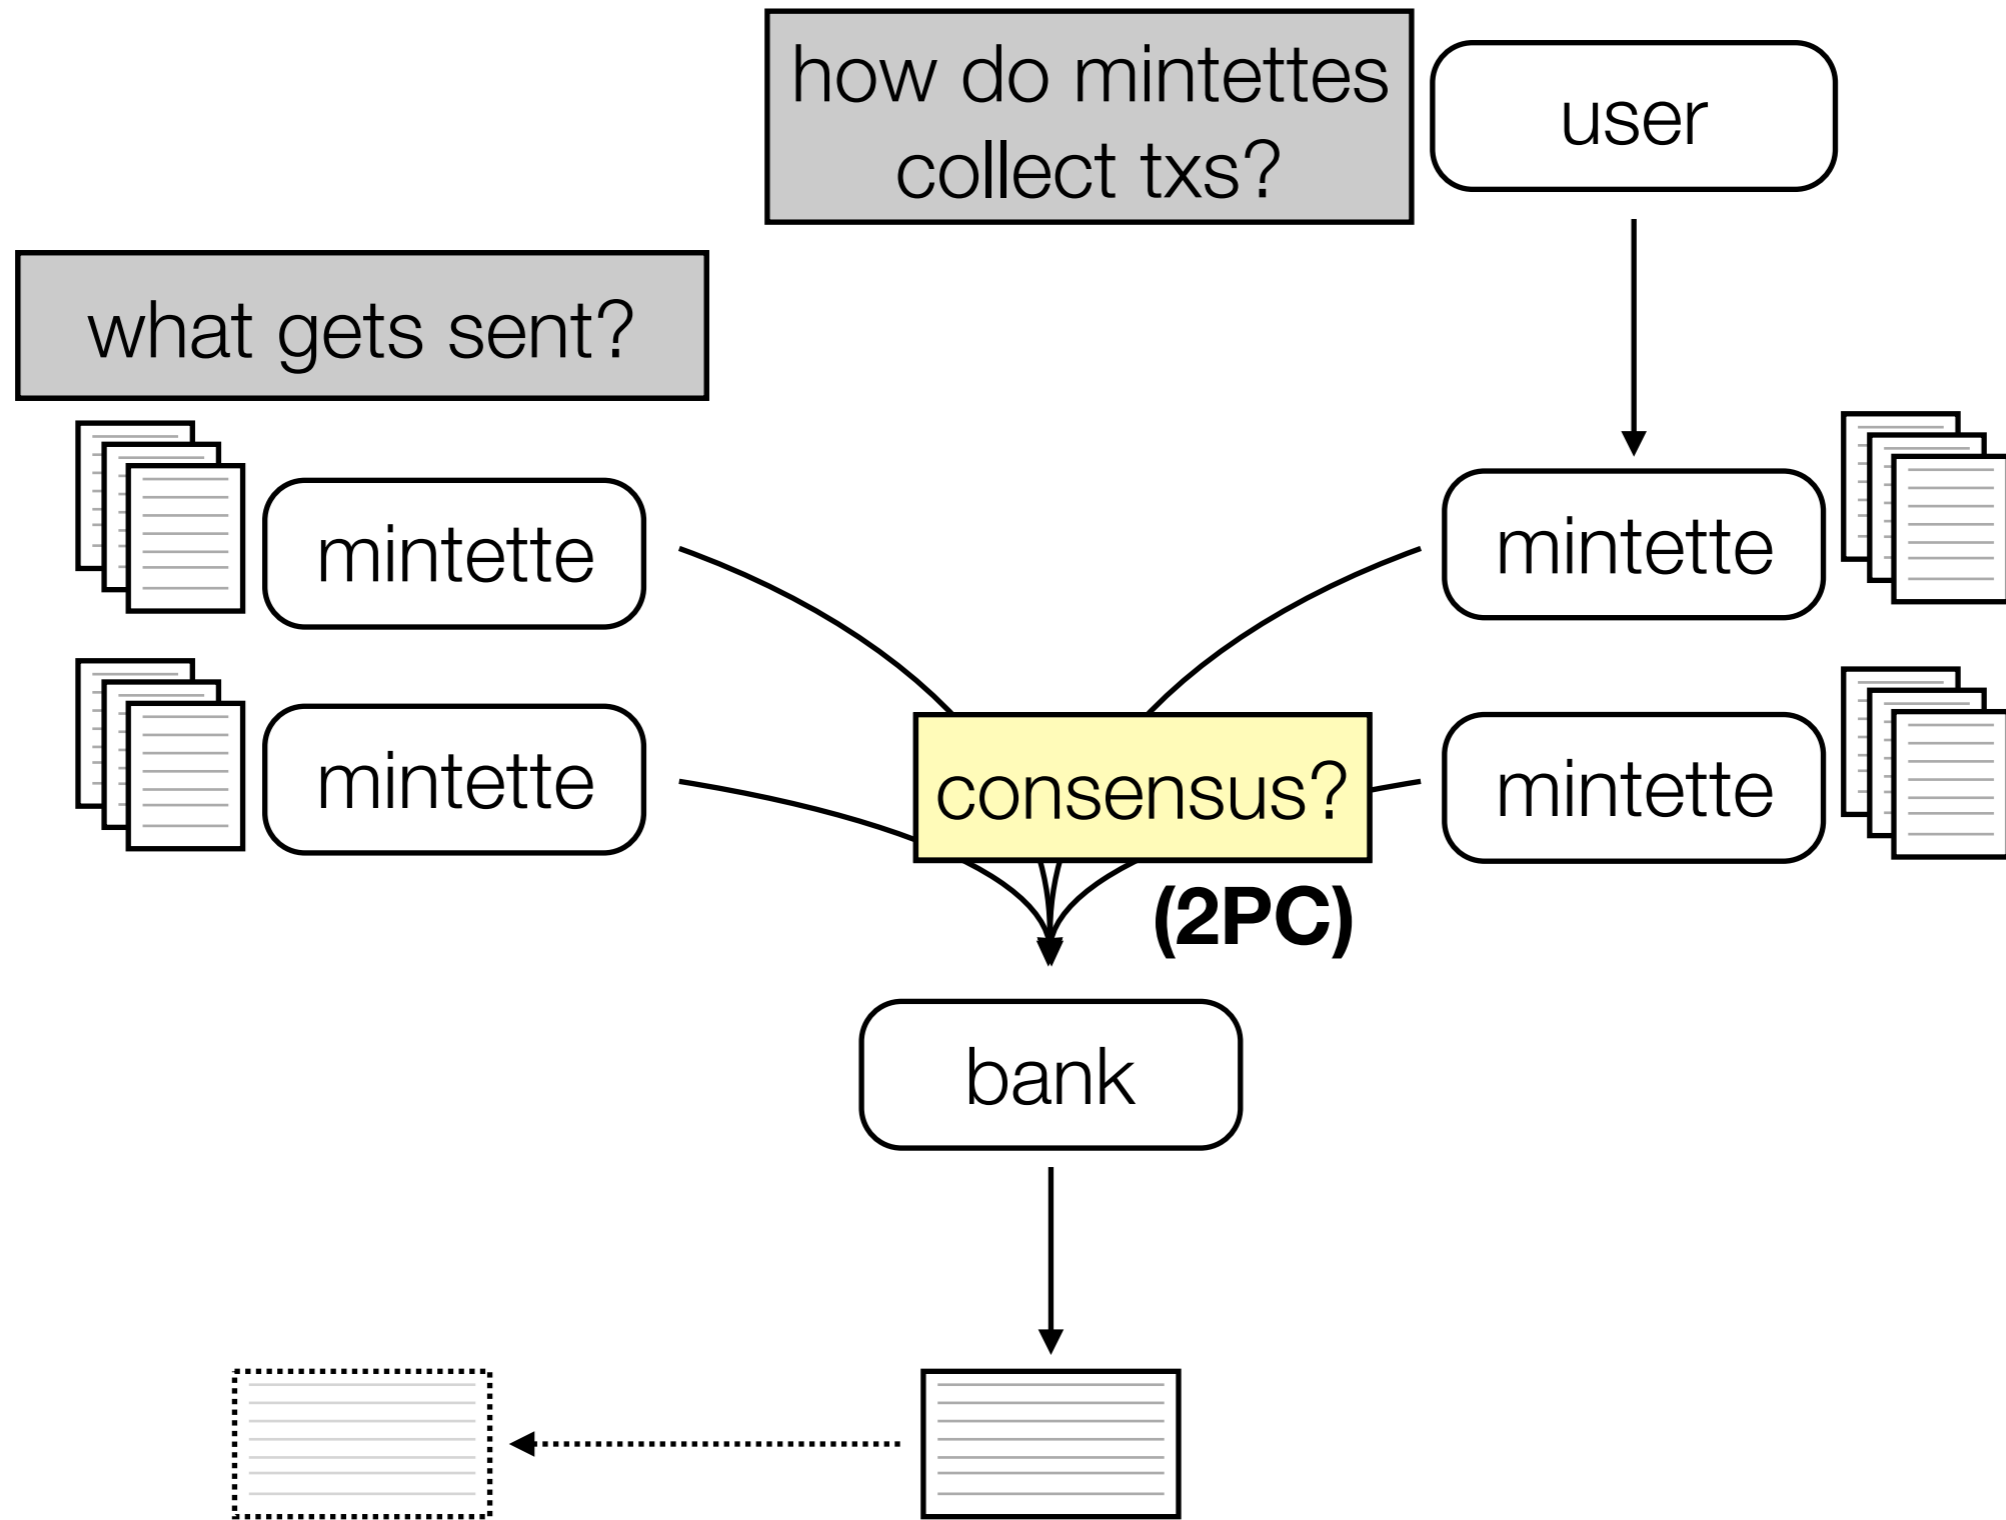 how do mintettes
collect txs?
user
what gets sent?
mintette
mintette
mintette
mintette
consensus?
(2PC)
bank